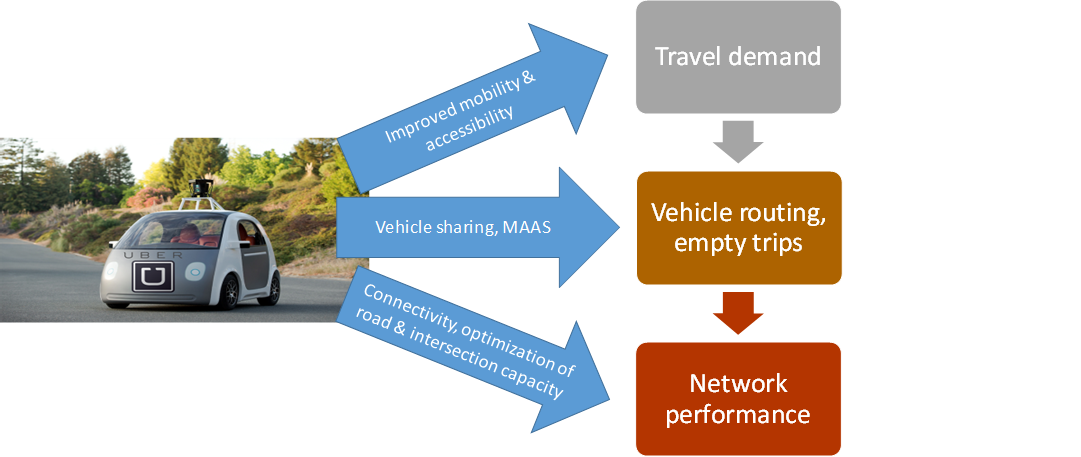 Travel demand
Improved mobility &
accessibility
Vehicle sharing, MAAS
Vehicle routing,
empty trips
UBER
U
Connectivity, optimization of
road & intersection capacity
Network
performance